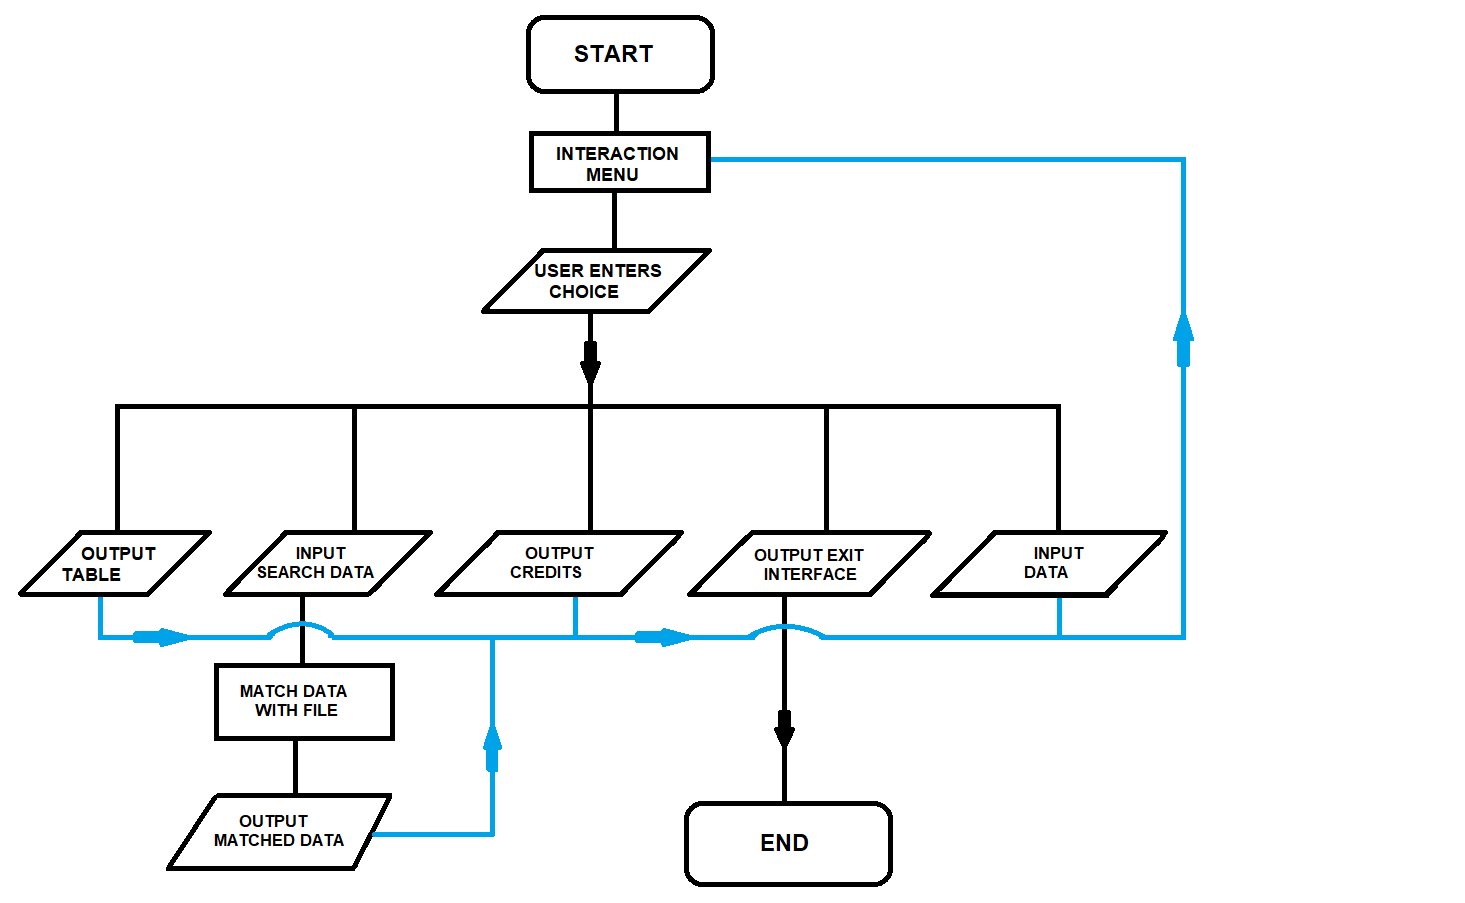 START
INTERACTION
MENU
USER ENTERS
CHOICE
OUTPUT
TABLE
INPUT
SEARCH DATA
OUTPUT
CREDITS
OUTPUT EXIT
INTERFACE
INPUT
DATA
MATCH DATA
WITH FILE
OUTPUT
MATCHED DATA
END